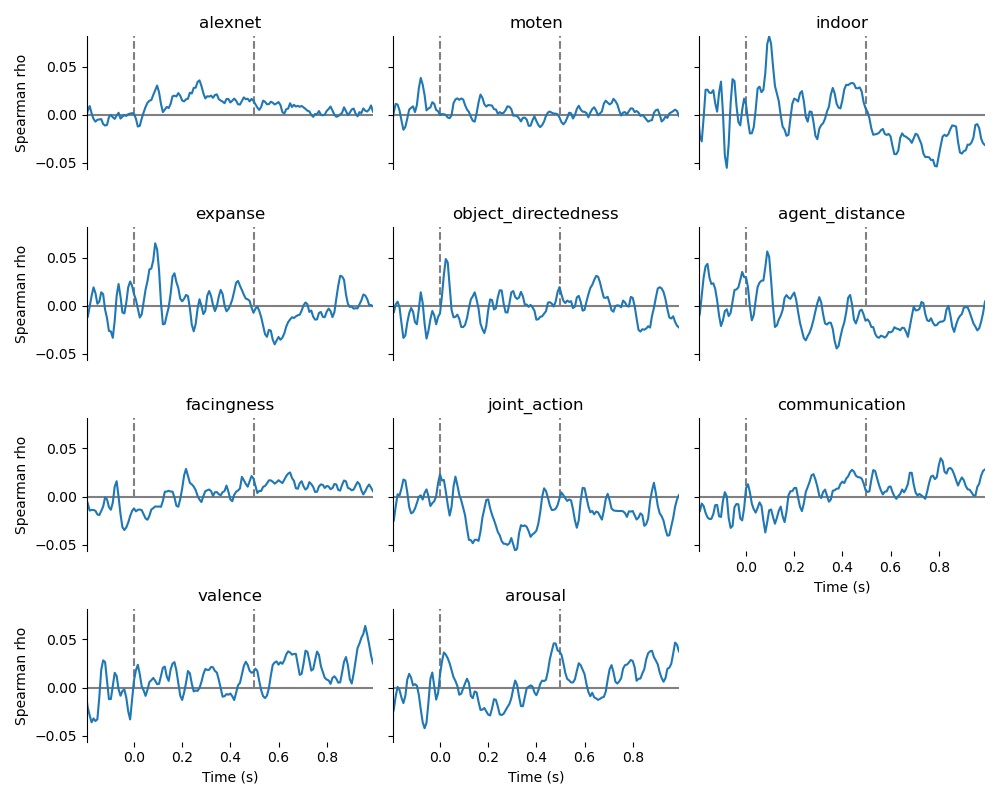 alexnet moten indoor
Spearman rho
0.05
0.00
−0.05
expanse object_directedness agent_distance
Spearman rho
0.05
0.00
−0.05
facingness joint_action communication
Spearman rho
0.05
0.00
−0.05
0.0 0.2 0.4 0.6 0.8
Time (s)
valence arousal
Spearman rho
0.05
0.00
−0.05
0.0 0.2 0.4 0.6 0.8 0.0 0.2 0.4 0.6 0.8
Time (s) Time (s)